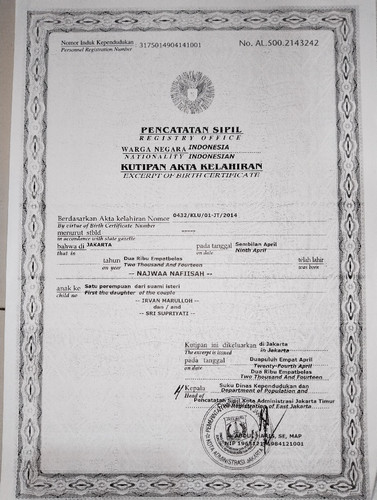 Nomor Induk Kependudukan 3175014904141001 No. AL.500.2143242
Personnel Registration Number
PENCATATAN SIPIL
REGISTRY OFFICE
WARGA NEGARA INDONESIA
NATIONALITY INDONESIAN
KUTIPAN AKTA KELAHIRAN
EXCERPT OF BIRTH CERTIFICATE
Berdasarkan Akta kelahiran Nomor 0432/KLU/01-JT/2014
By virtue of Birth Certificate Number
menurut stbld -----
in accordance with state gazette
bahwa di JAKARTA pada tanggal Sembilan April
that in on date Ninth April
tahun Dua Ribu Empatbelas telah lahir
on year Two Thousand And Fourteen was born
-- NAJWAA NAFIISAH --
anak ke Satu perempuan dari suami isteri
child no First the daughter of the couple
-- IRVAN MARULLOH --
dan / and
-- SRI SUPRIYATI --
Kutipan ini dikeluarkan di Jakarta
The excerpt is issued in Jakarta
pada tanggal Duapuluh Empat April
on date Twenty-Fourth April
Dua Ribu Empatbelas
Two Thousand And Fourteen
Kepala Suku Dinas Kependudukan dan
Head of Department of Population and
Pencatatan Sipil Kota Administrasi Jakarta Timur
Civil Registration of East Jakarta
HARIS, SE, MAP
NIP